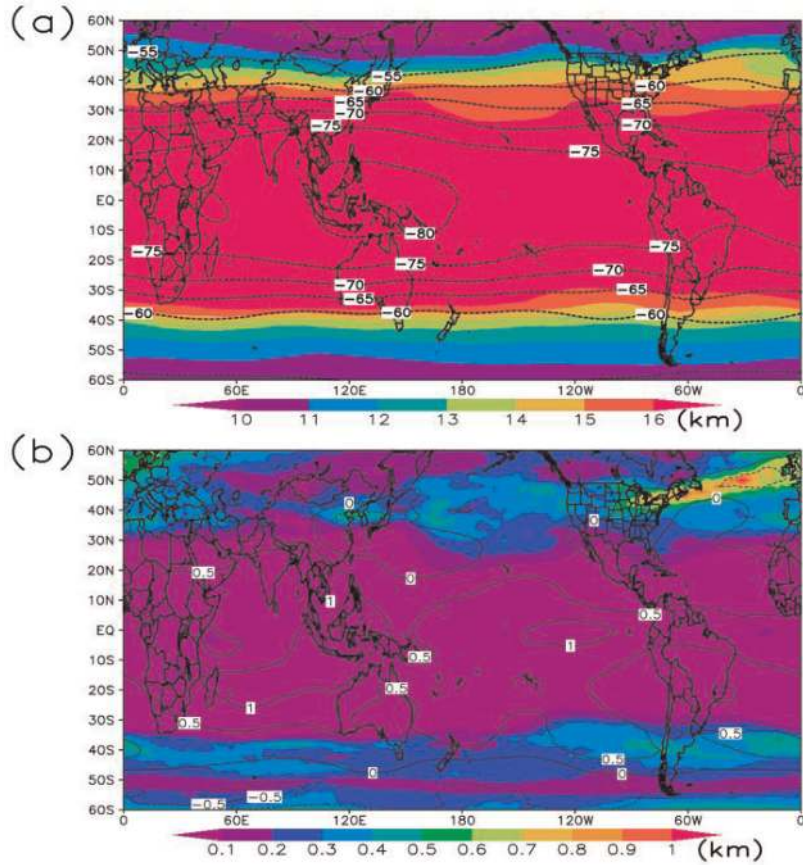 (a)
60N
50N
40N
30N
20N
10N
EQ
10S
20S
30S
40S
50S
60S
-55
-55
-60
-60
-65
-65
-70
-70
-75
-75
-80
-75
-75
-75
-70
-70
-65
-65
-60
-60
-60
0 60E 120E 180 120W 60W 0
10 11 12 13 14 15 16 (km)
(b)
60N
50N
40N
30N
20N
10N
EQ
10S
20S
30S
40S
50S
60S
0
0
0
0.5
0
1
0.5
1
0.5
0.5
1
0.5
0.5
0.5
0
0
-0.5
-0.5
0 60E 120E 180 120W 60W 0
0.1 0.2 0.3 0.4 0.5 0.6 0.7 0.8 0.9 1 (km)